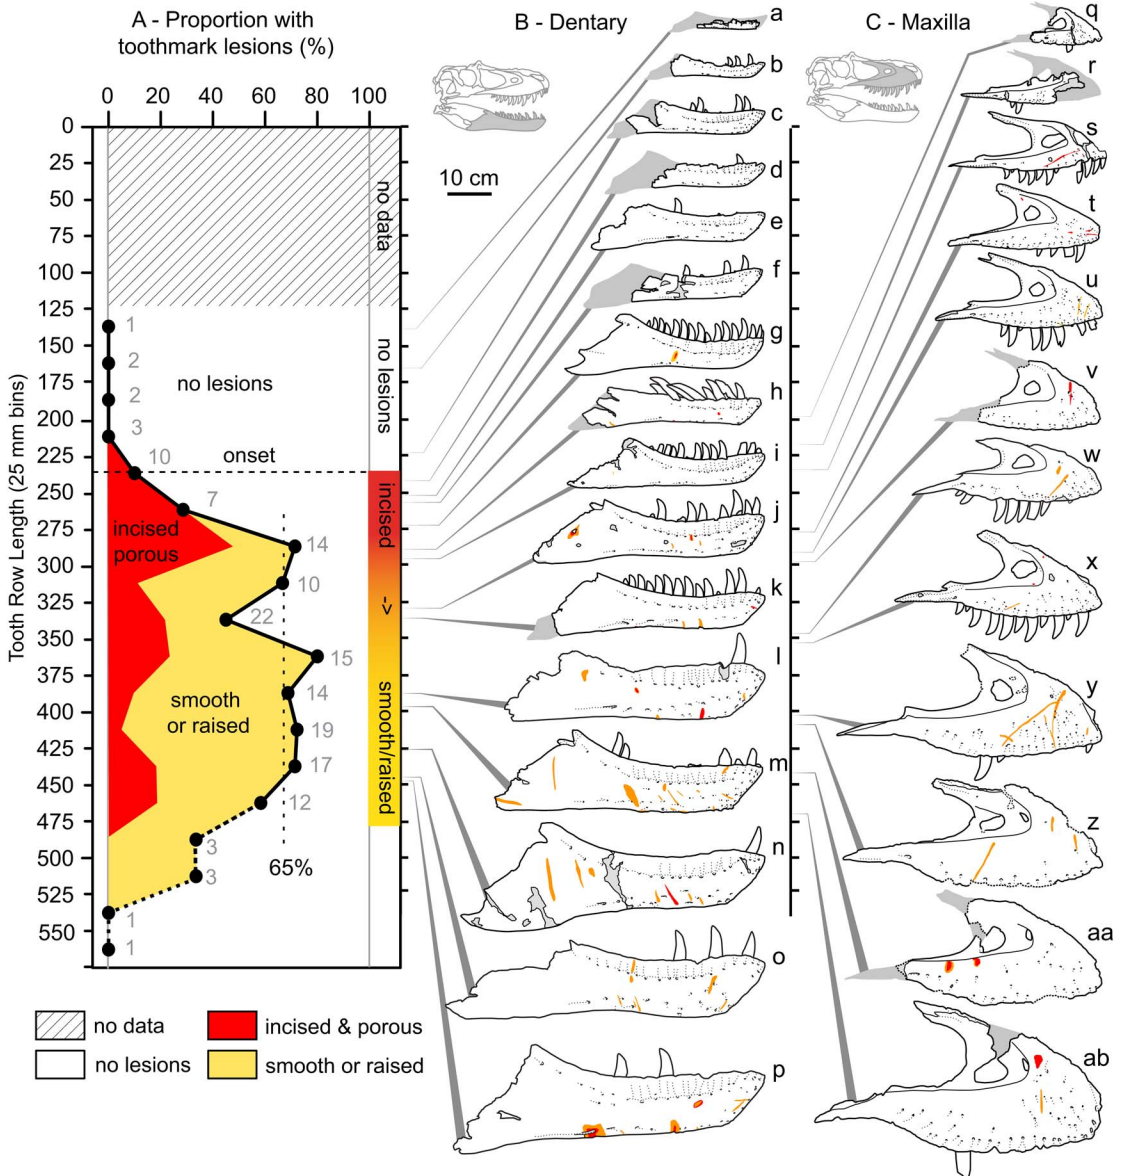 A - Proportion with
toothmark lesions (%)
0 20 40 60 80 100
Tooth Row Length (25 mm bins)
0
25
50
75
100
125
150
175
200
225
250
275
300
325
350
375
400
425
450
475
500
525
550
no data
no lesions
incised
->
smooth/raised
1
2
2
3
10
7
14
10
22
15
14
19
17
12
3
3
1
1
no lesions
onset
incised
porous
smooth
or raised
65%
no data
no lesions
incised & porous
smooth or raised
B - Dentary
10 cm
a
b
c
d
e
f
g
h
i
j
k
l
m
n
o
p
C - Maxilla
q
r
s
t
u
v
w
x
y
z
aa
ab